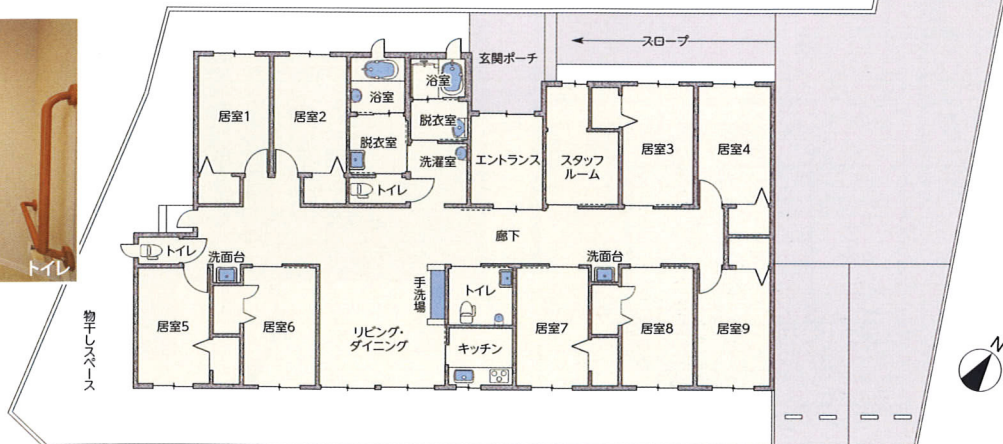 トイレ
玄関ポーチ
スロープ
居室1
居室2
浴室
浴室
脱衣室
脱衣室
洗濯室
トイレ
エントランス
スタッフ
ルーム
居室3
居室4
廊下
トイレ
洗面台
洗面台
物干しスペース
居室5
居室6
リビング・
ダイニング
手洗場
トイレ
キッチン
居室7
居室8
居室9
N